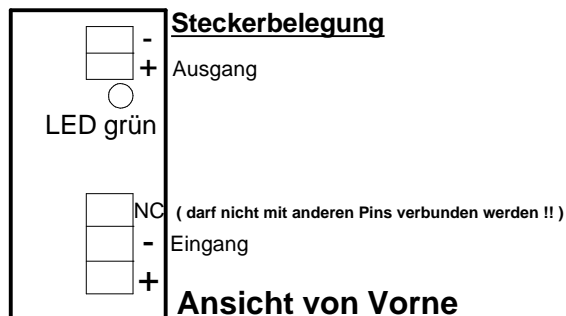 Steckerbelegung
-
+ Ausgang
LED grün
NC ( darf nicht mit anderen Pins verbunden werden !! )
- Eingang
+
Ansicht von Vorne